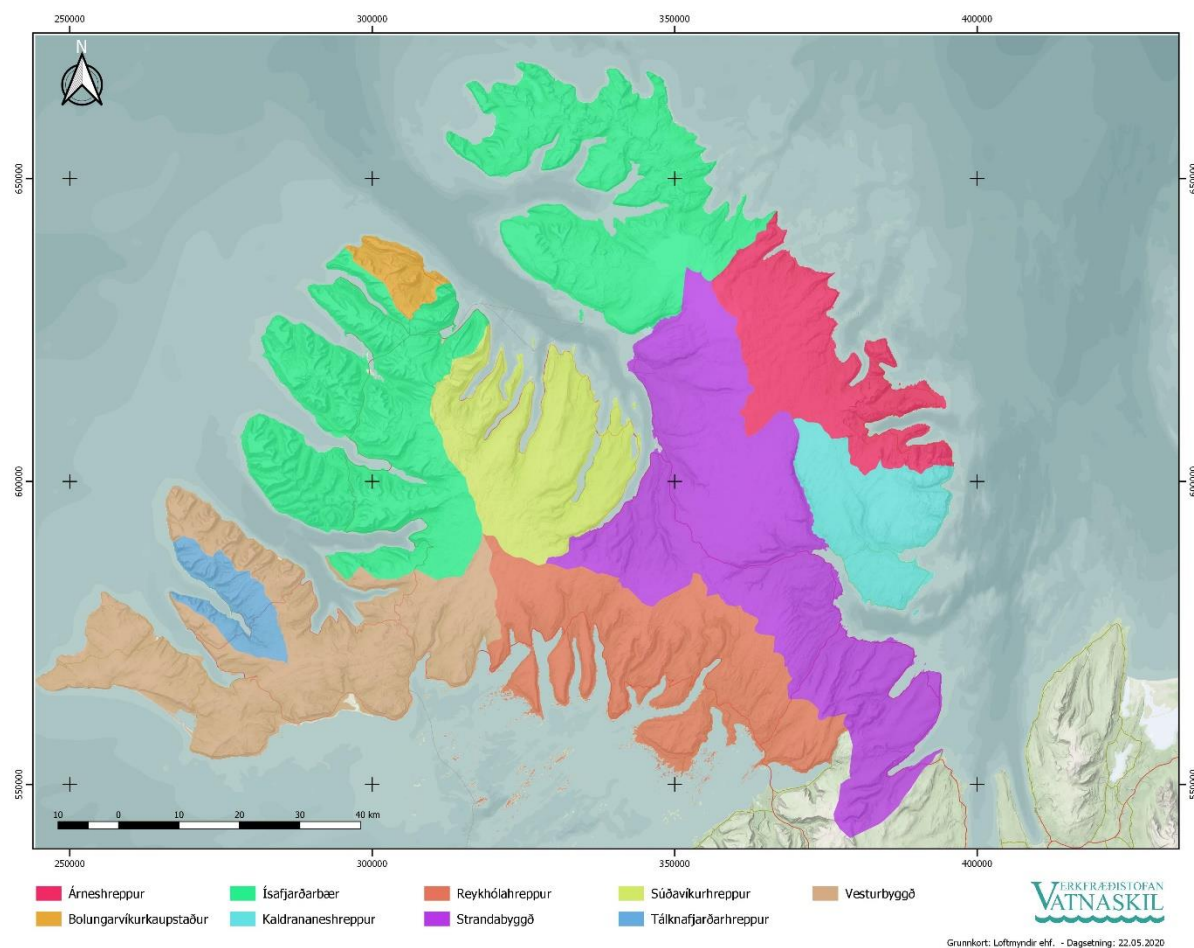 250000 300000 350000 400000
N
650000 650000
600000 600000
550000 550000
10 0 10 20 30 40 km
250000 300000 350000 400000
Árneshreppur Ísafjarðarbær Reykhólahreppur Súðavíkurhreppur Vesturbyggð
Bolungarvíkurkaupstaður Kaldrananeshreppur Strandabyggð Tálknafjarðarhreppur
VERKFRÆÐISTOFAN
VATNASKIL
Grunnkort: Loftmyndir ehf. - Dagsetning: 22.05.2020